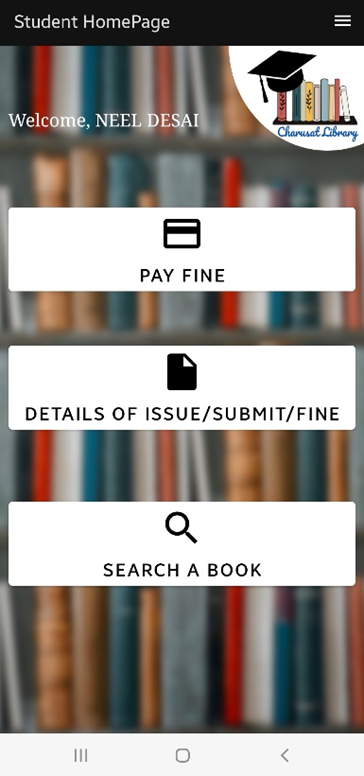 Student HomePage
Welcome, NEEL DESAI
Charusat Library
PAY FINE
DETAILS OF ISSUE/SUBMIT/FINE
SEARCH A BOOK